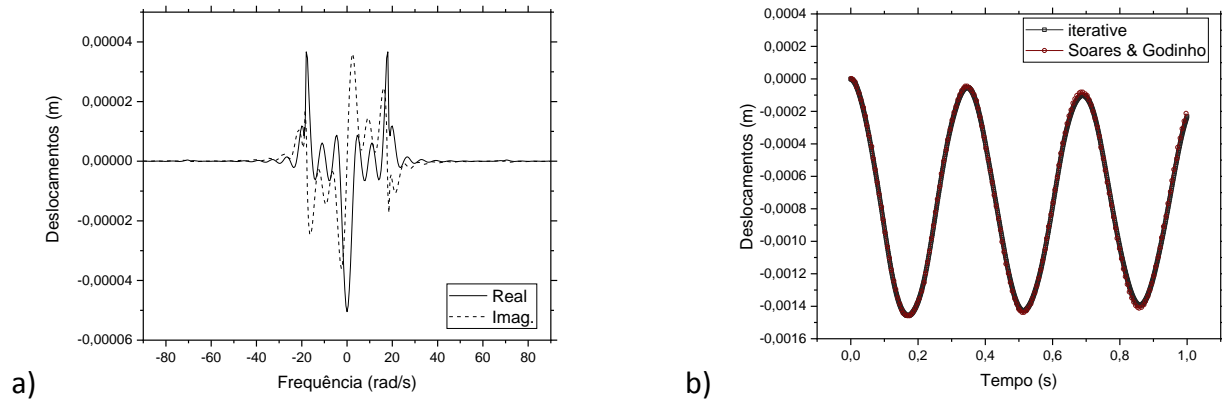 0,00004
0,00002
0,00000
-0,00002
-0,00004
-0,00006
-80 -60 -40 -20 0 20 40 60 80
Deslocamentos (m)
Frequência (rad/s)
Real
Imag.
a)
0,0004
0,0002
0,0000
-0,0002
-0,0004
-0,0006
-0,0008
-0,0010
-0,0012
-0,0014
-0,0016
0,0 0,2 0,4 0,6 0,8 1,0
Deslocamentos (m)
Tempo (s)
iterative
Soares & Godinho
b)